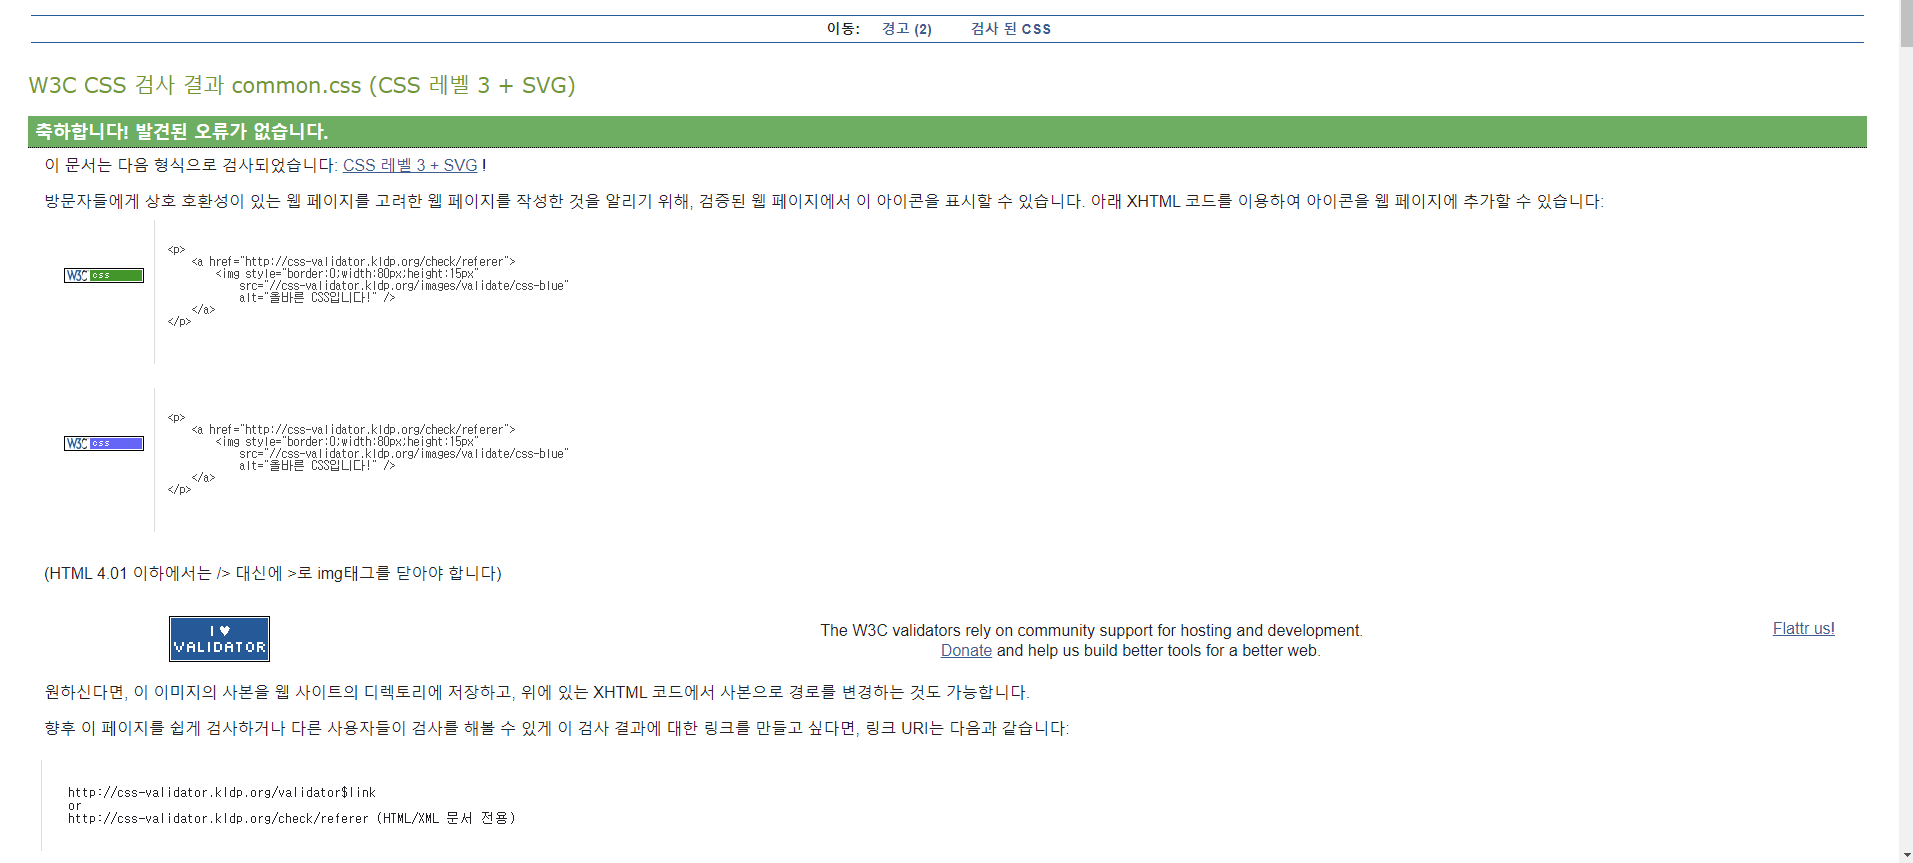 이동: 경고 (2) 검사 된 CSS
W3C CSS 검사 결과 common.css (CSS 레벨 3 + SVG)
축하합니다! 발견된 오류가 없습니다.
이 문서는 다음 형식으로 검사되었습니다: CSS 레벨 3 + SVG !
방문자들에게 상호 호환성이 있는 웹 페이지를 고려한 웹 페이지를 작성한 것을 알리기 위해, 검증된 웹 페이지에서 이 아이콘을 표시할 수 있습니다. 아래 XHTML 코드를 이용하여 아이콘을 웹 페이지에 추가할 수 있습니다:
W3C css
<p>
<a href="http://css-validator.kldp.org/check/referer">
<img style="border:0;width:80px;height:15px"
src="//css-validator.kldp.org/images/validate/css-blue"
alt="올바른 CSS입니다!" />
</a>
</p>
W3C css
<p>
<a href="http://css-validator.kldp.org/check/referer">
<img style="border:0;width:80px;height:15px"
src="//css-validator.kldp.org/images/validate/css-blue"
alt="올바른 CSS입니다!" />
</a>
</p>
(HTML 4.01 이하에서는 /> 대신에 >로 img태그를 닫아야 합니다)
I ♥
VALIDATOR
The W3C validators rely on community support for hosting and development.
Donate and help us build better tools for a better web.
Flattr us!
원하신다면, 이 이미지의 사본을 웹 사이트의 디렉토리에 저장하고, 위에 있는 XHTML 코드에서 사본으로 경로를 변경하는 것도 가능합니다.
향후 이 페이지를 쉽게 검사하거나 다른 사용자들이 검사를 해볼 수 있게 이 검사 결과에 대한 링크를 만들고 싶다면, 링크 URI는 다음과 같습니다:
http://css-validator.kldp.org/validator$link
or
http://css-validator.kldp.org/check/referer (HTML/XML 문서 전용)